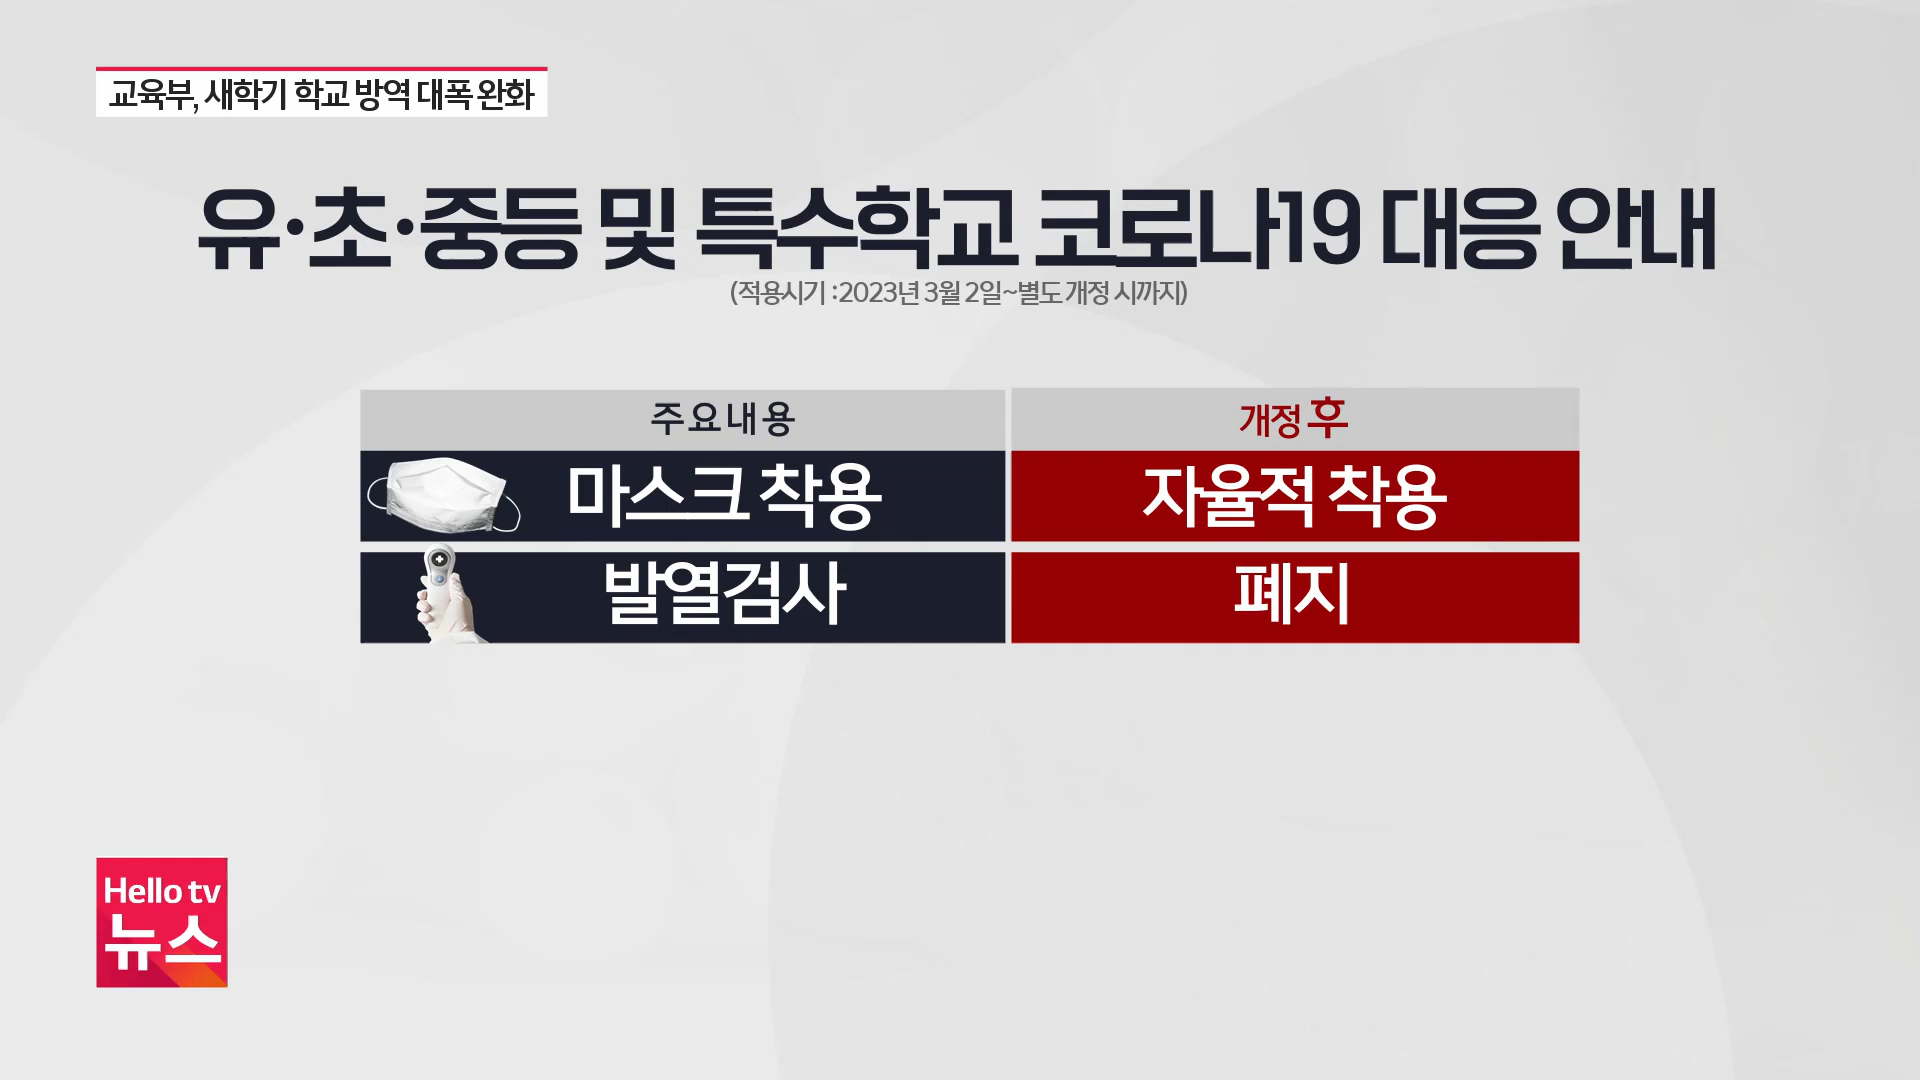 교육부, 새학기 학교 방역 대폭 완화
유·초·중등 및 특수학교 코로나19 대응 안내
(적용시기 :2023년 3월 2일~별도 개정 시까지)
주요내용 개정 후
마스크 착용 자율적 착용
발열검사 폐지
Hello tv
뉴스